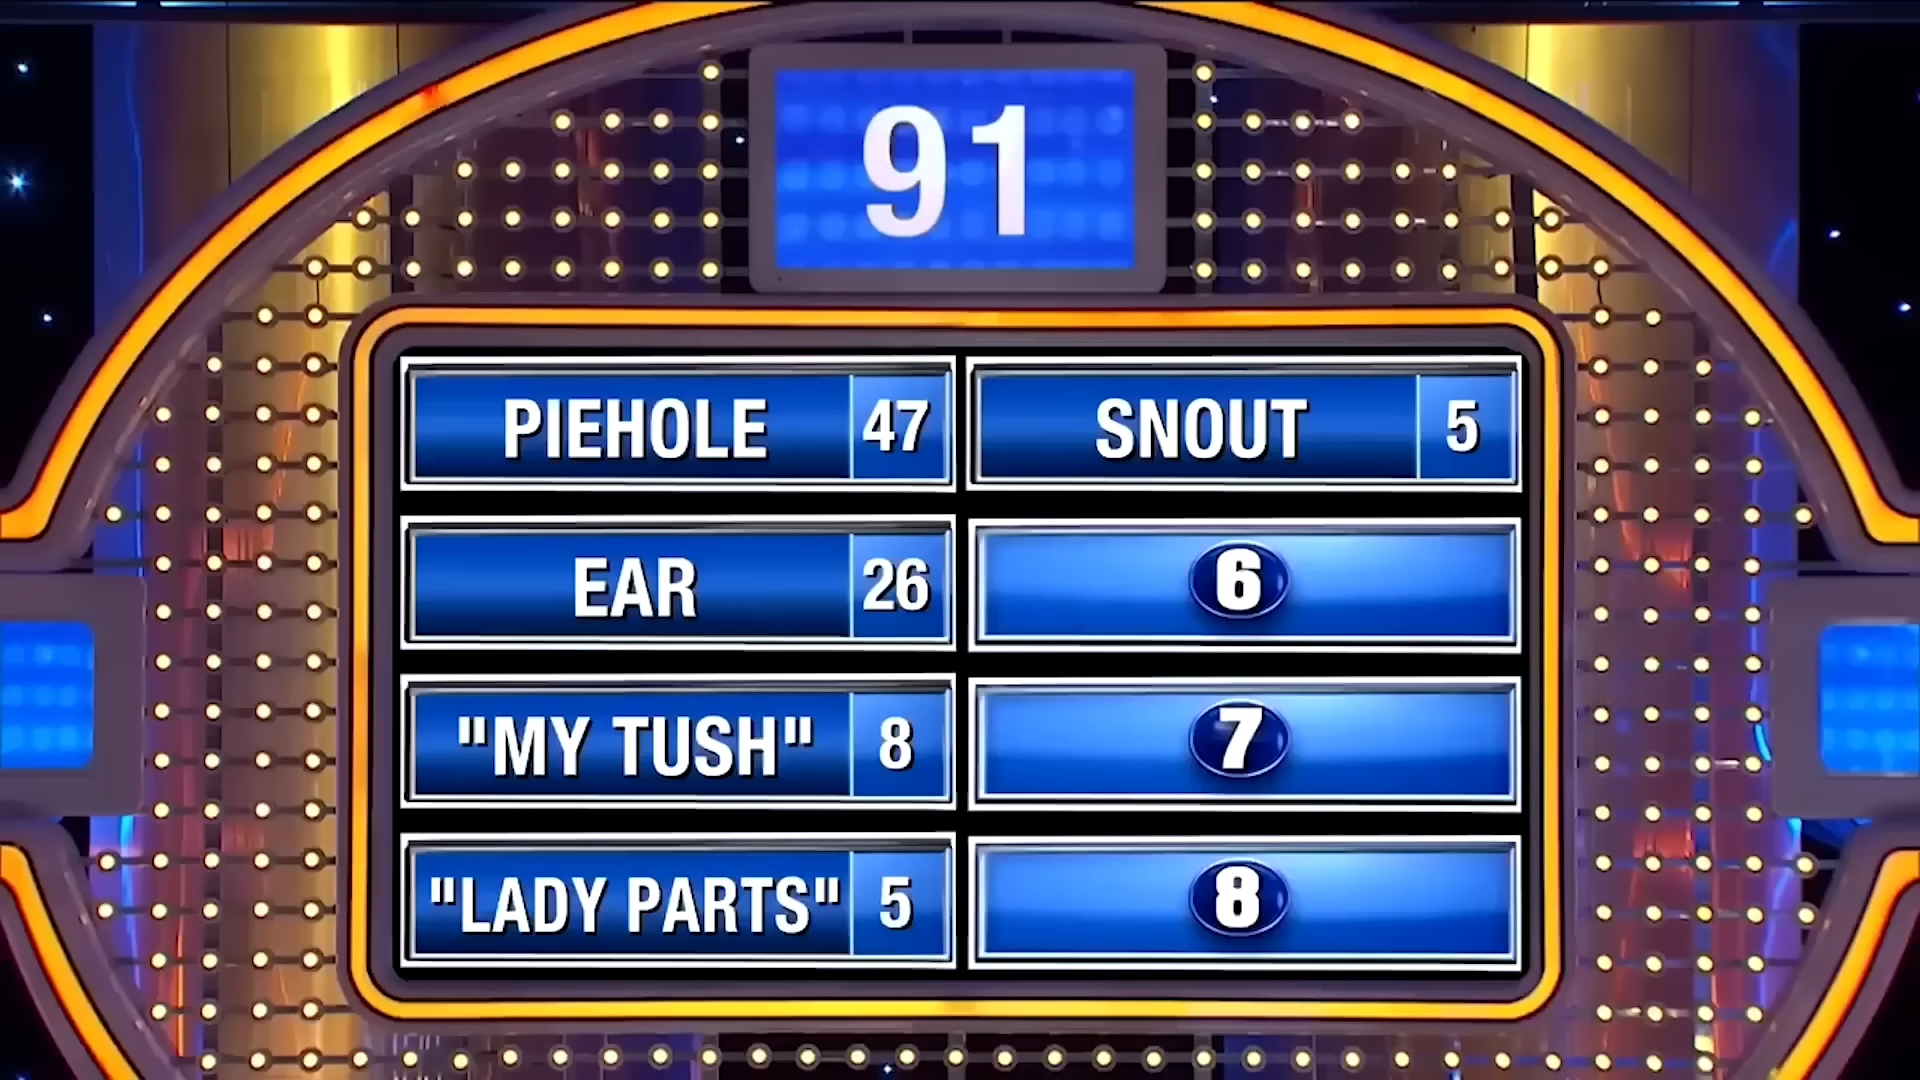 91
PIEHOLE 47
SNOUT 5
EAR 26
6
"MY TUSH" 8
7
"LADY PARTS" 5
8